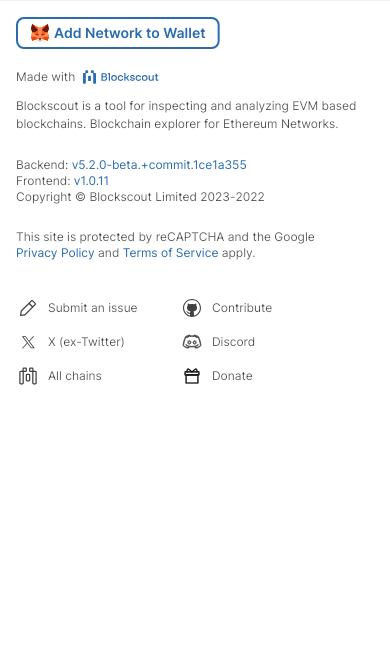 Add Network to Wallet
Made with Blockscout
Blockscout is a tool for inspecting and analyzing EVM based
blockchains. Blockchain explorer for Ethereum Networks.
Backend: v5.2.0-beta.+commit.1ce1a355
Frontend: v1.0.11
Copyright © Blockscout Limited 2023-2022
This site is protected by reCAPTCHA and the Google
Privacy Policy and Terms of Service apply.
Submit an issue
Contribute
X (ex-Twitter)
Discord
All chains
Donate